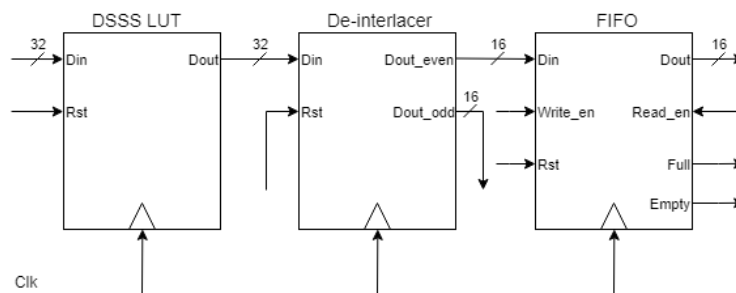 DSSS LUT
De-interlacer
FIFO
32
Din
Dout
32
Din
Dout_even
16
Din
Dout
16
Rst
Rst
Dout_odd
16
Write_en
Read_en
Rst
Full
Empty
Clk